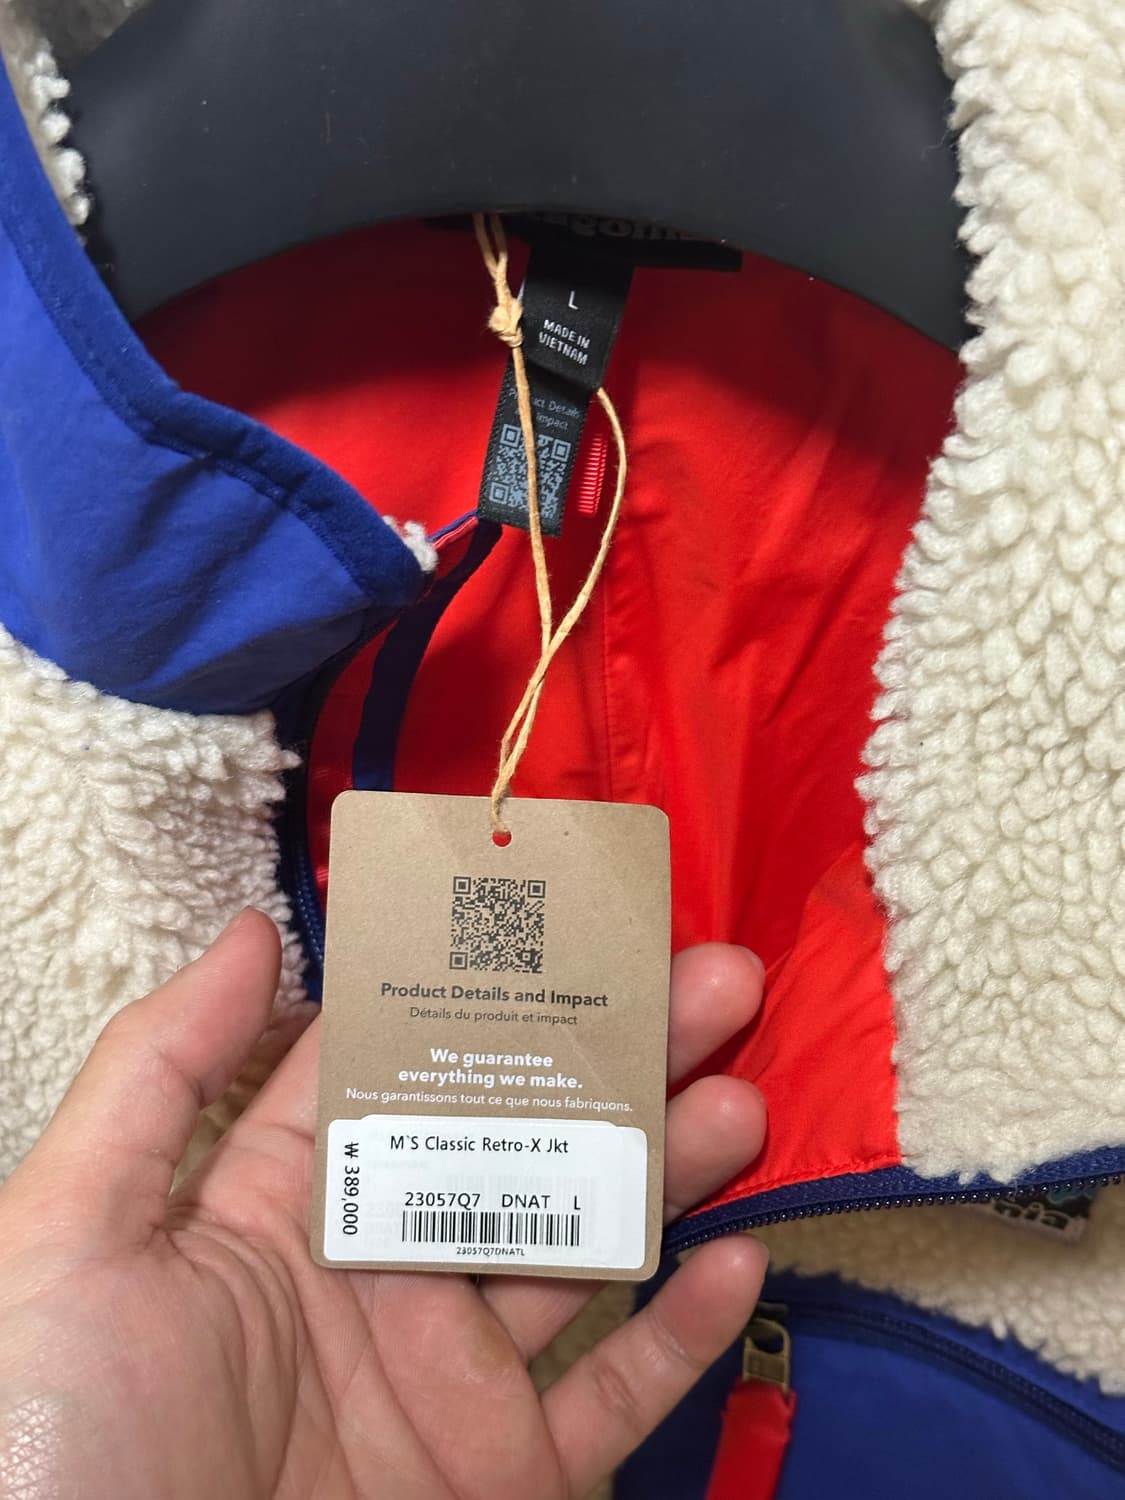 L
MADE IN
VIETNAM
Product Details and Impact
Détails du produit et impact
We guarantee
everything we make.
Nous garantissons tout ce que nous fabriquons.
M`S Classic Retro-X Jkt
₩ 389,000
23057Q7 DNAT L
23057Q7DNATL